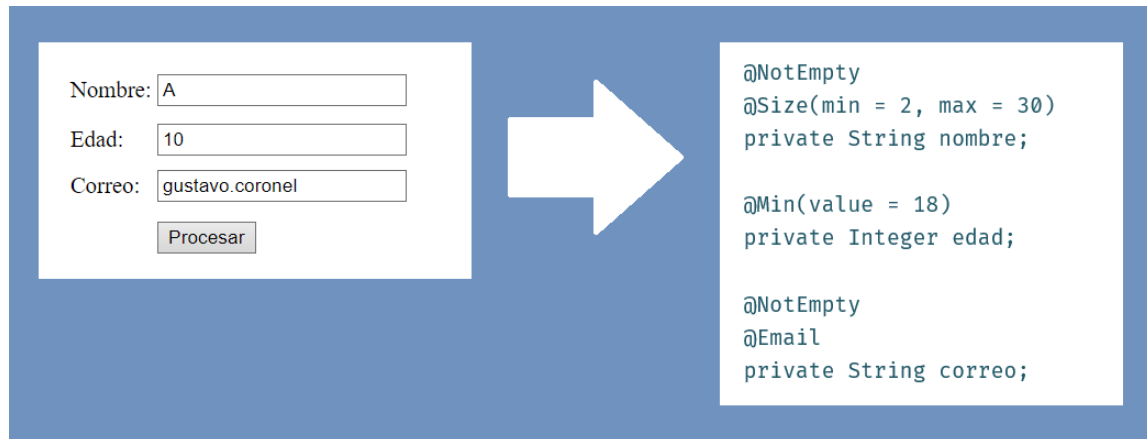 Nombre: A
Edad: 10
Correo: gustavo.coronel
Procesar
@NotEmpty
@Size(min = 2, max = 30)
private String nombre;
@Min(value = 18)
private Integer edad;
@NotEmpty
@Email
private String correo;